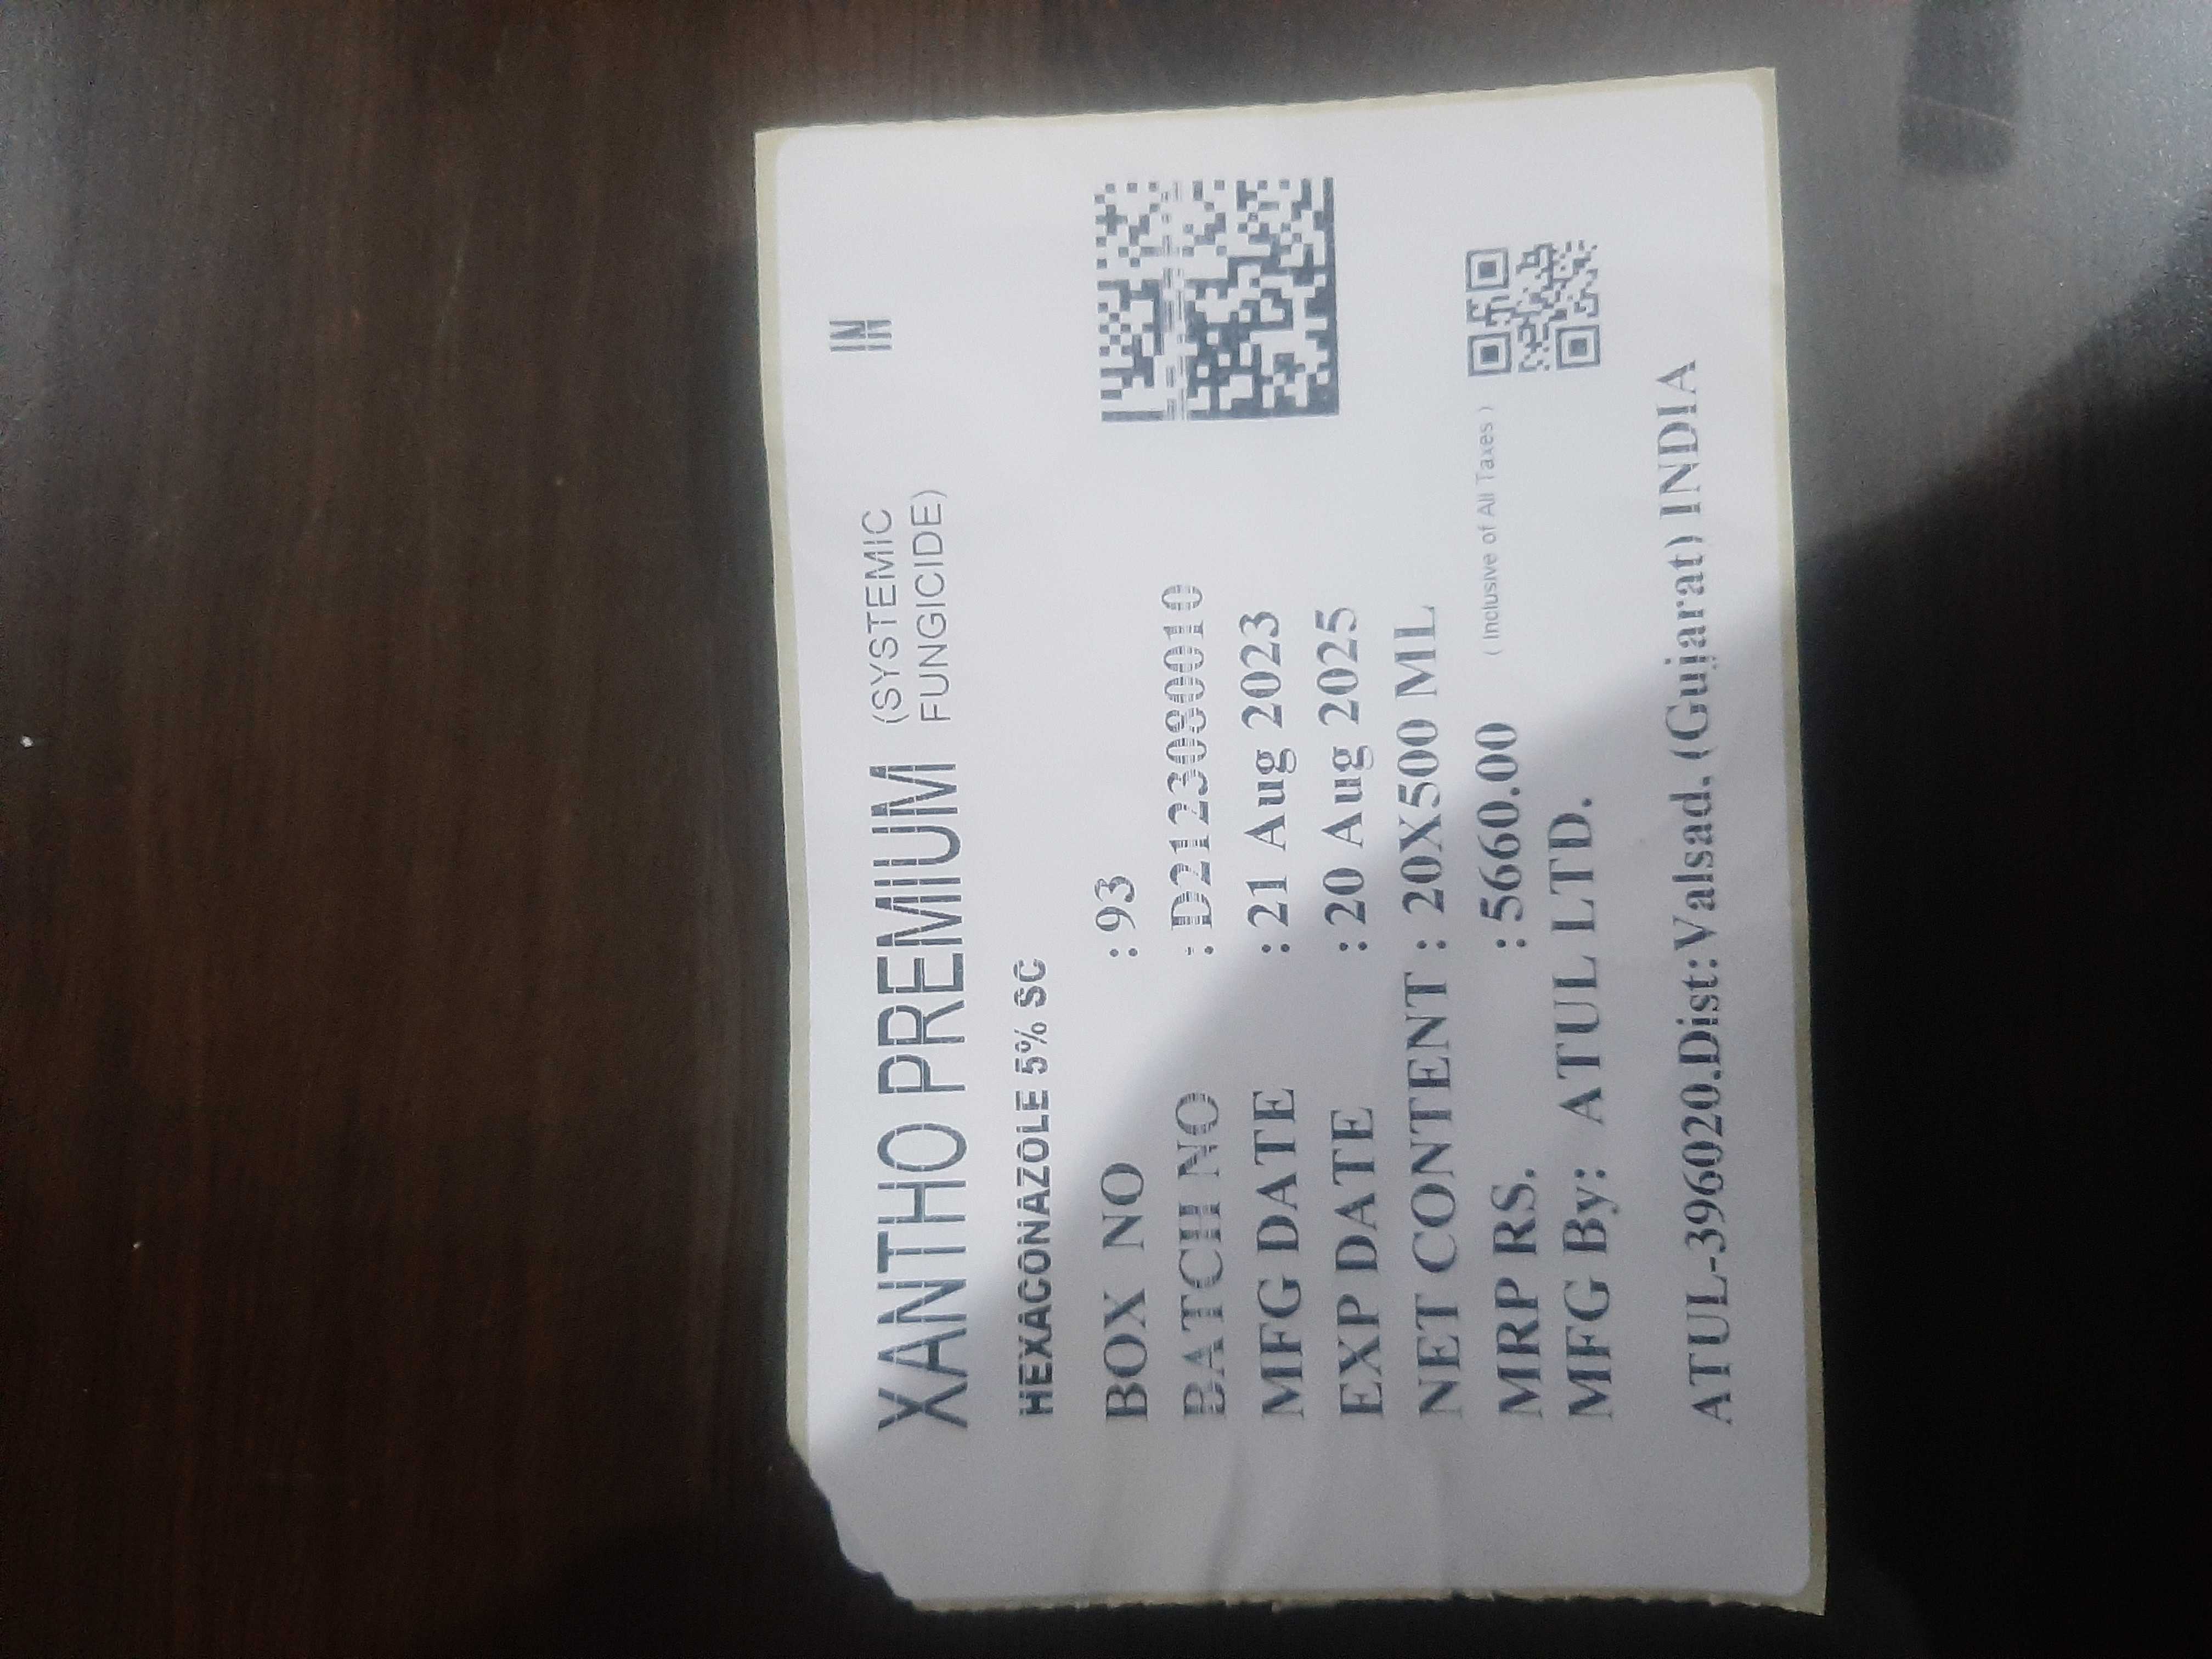 IN
XANTHO PREMIUM (SYSTEMIC
FUNGICIDE)
HEXACONAZOLE 5% SC
BOX NO : 93
BATCH NO : D2123080010
MFG DATE : 21 Aug 2023
EXP DATE : 20 Aug 2025
NET CONTENT : 20X500 ML
MRP RS. : 5660.00 ( Inclusive of All Taxes )
MFG By: ATUL LTD.
ATUL-396020.Dist:Valsad. (Gujarat) INDIA